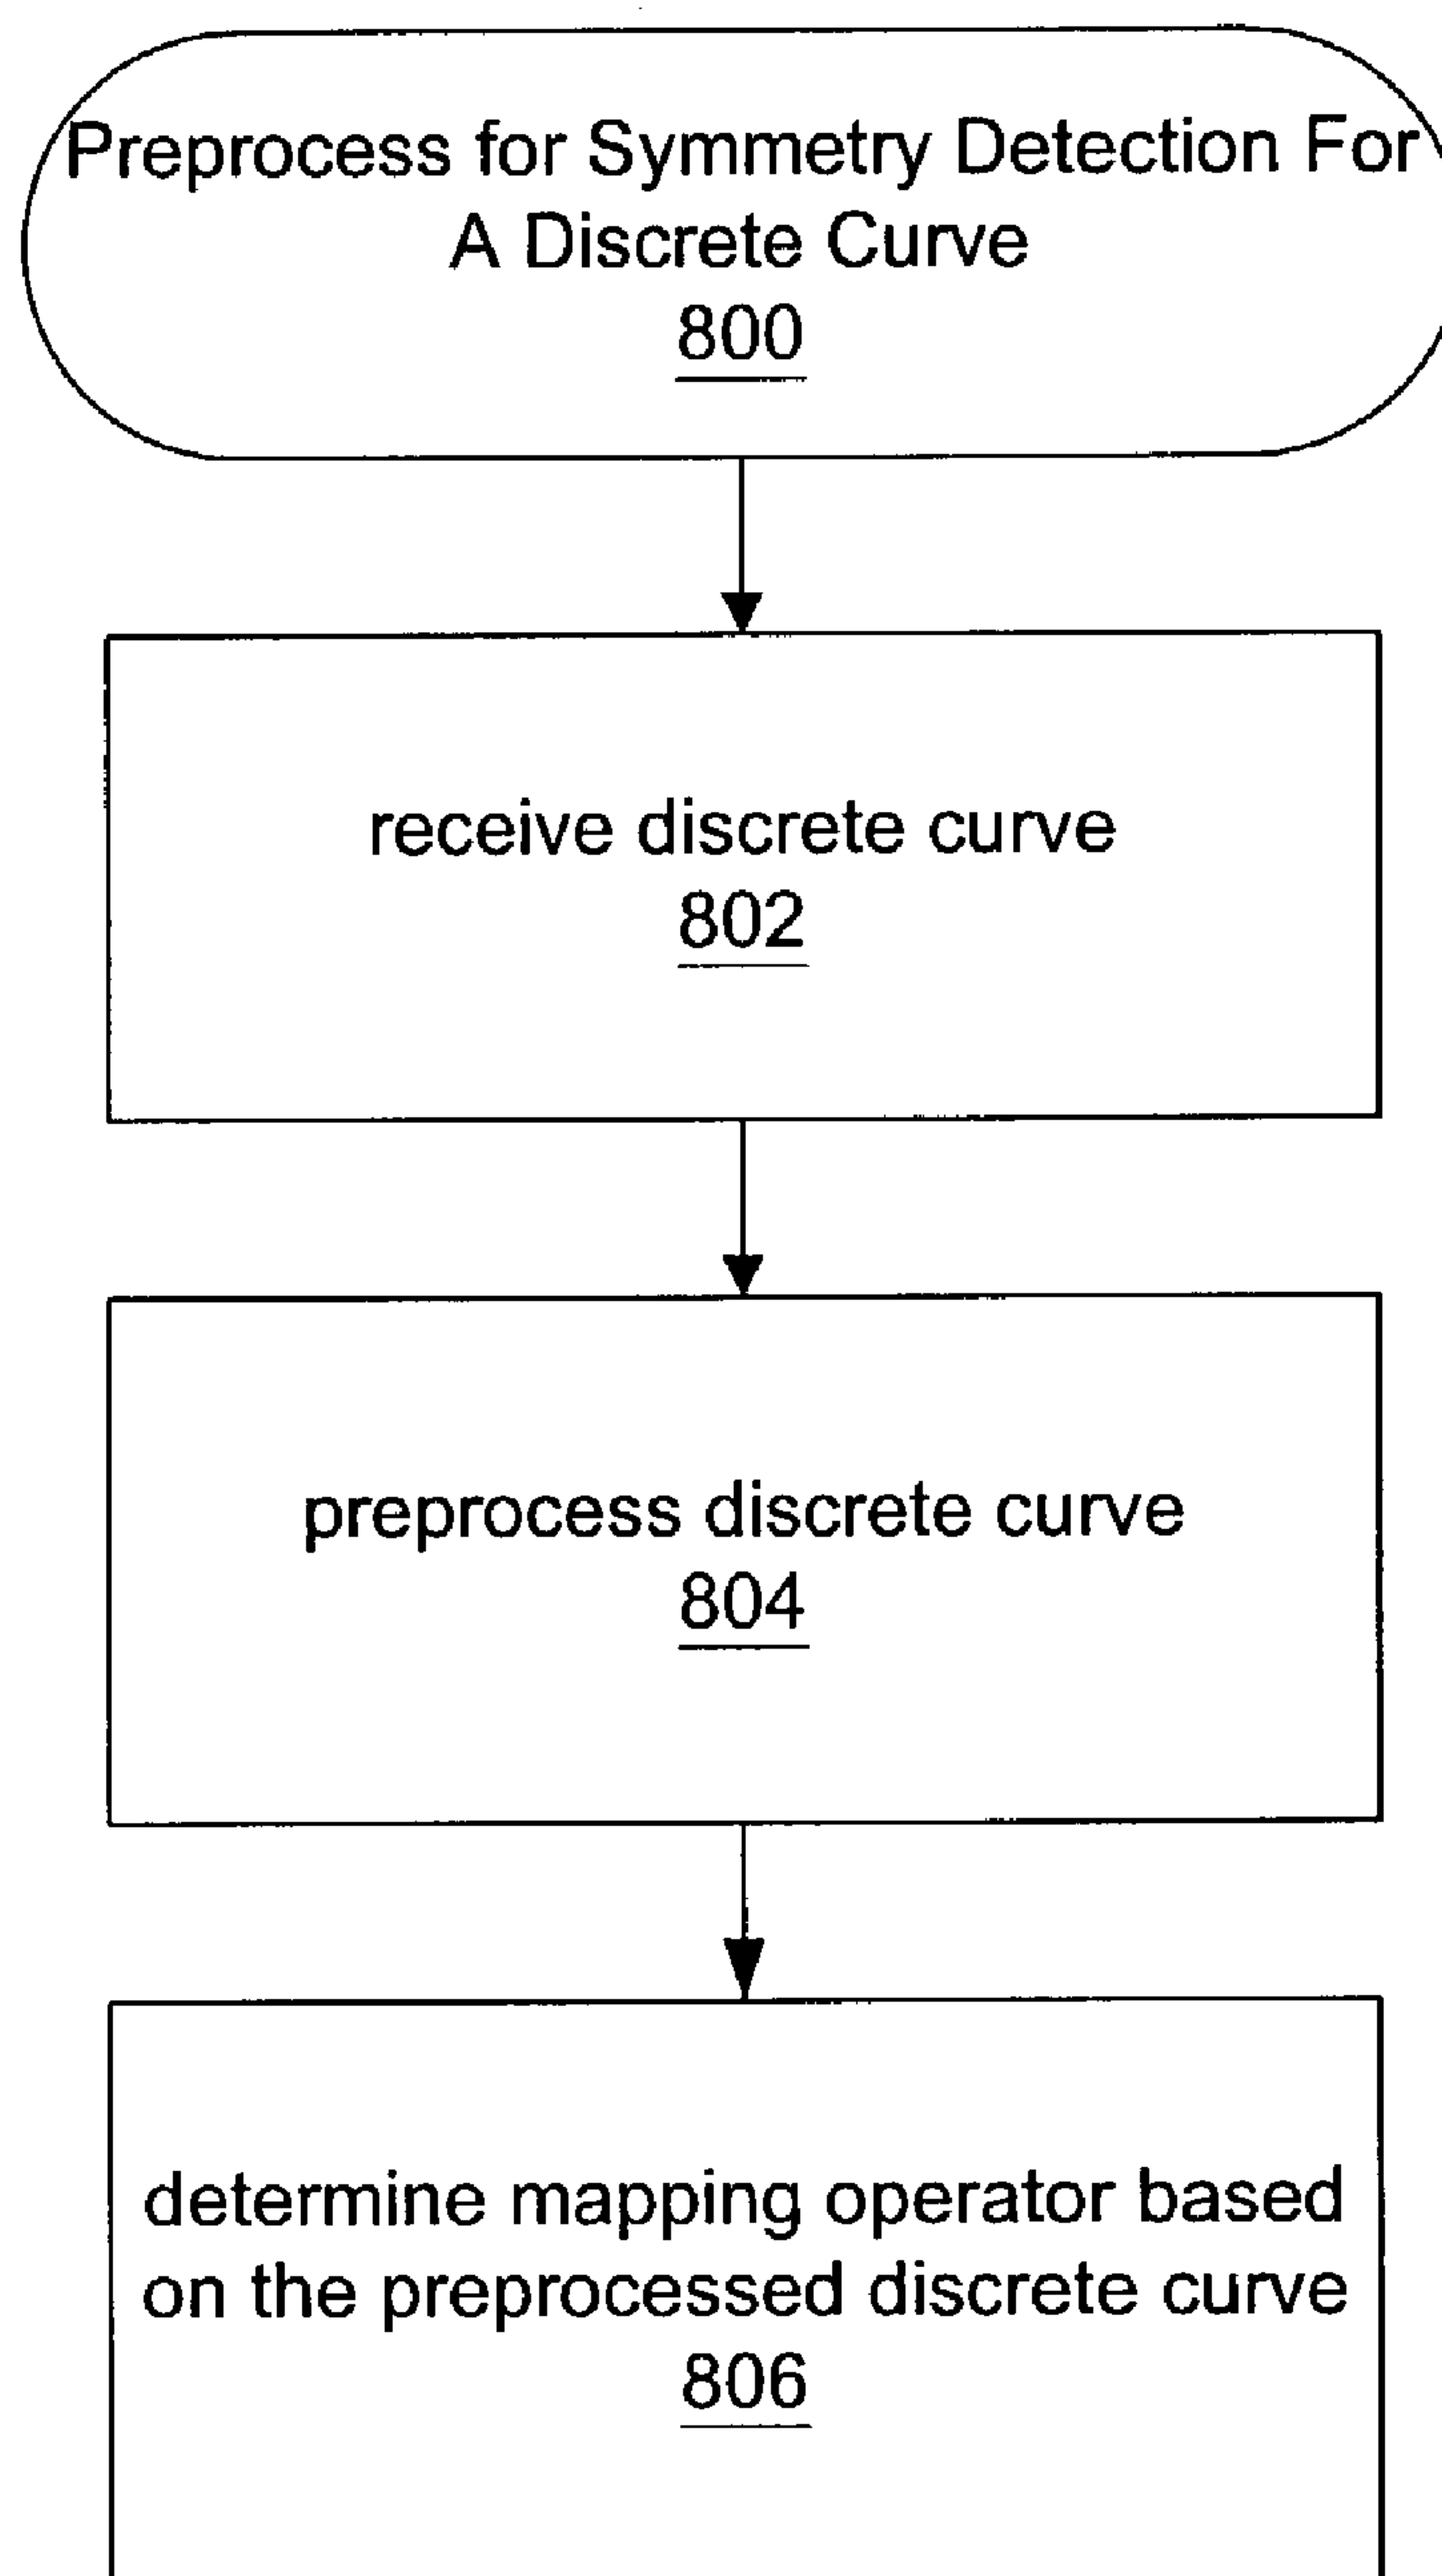 Preprocess for Symmetry Detection For
A Discrete Curve
800
receive discrete curve
802
preprocess discrete curve
804
determine mapping operator based
on the preprocessed discrete curve
806